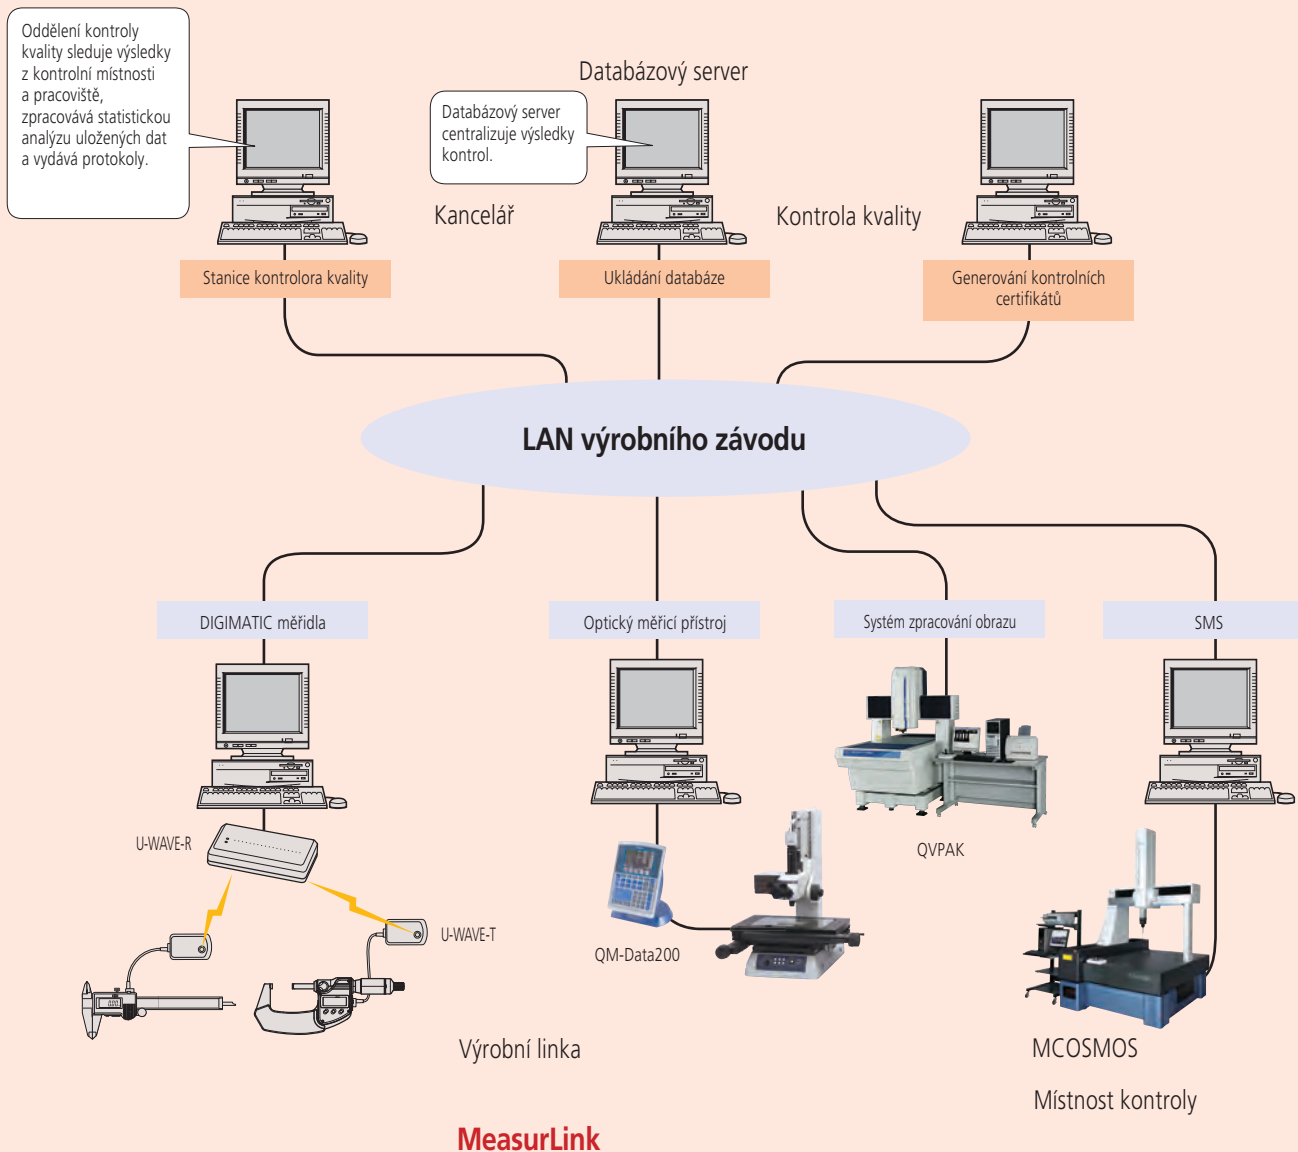 Oddělení kontroly
kvality sleduje výsledky
z kontrolní místnosti
a pracoviště,
zpracovává statistickou
analýzu uložených dat
a vydává protokoly.
Databázový server
Databázový server
centralizuje výsledky
kontrol.
Kancelář
Kontrola kvality
Stanice kontrolora kvality
Ukládání databáze
Generování kontrolních
certifikátů
LAN výrobního závodu
DIGIMATIC měřidla
Optický měřicí přístroj
Systém zpracování obrazu
SMS
U-WAVE-R
U-WAVE-T
QM-Data200
QVPAK
Výrobní linka
MCOSMOS
Místnost kontroly
MeasurLink